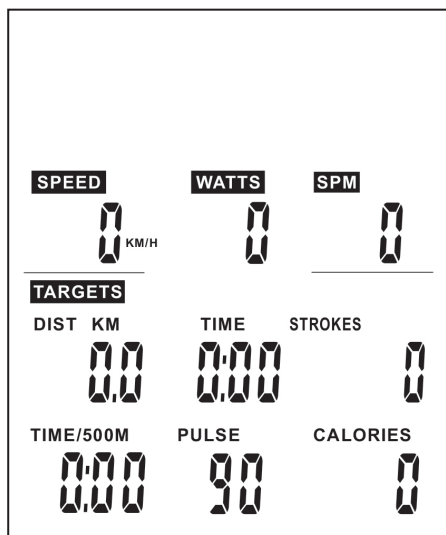 SPEED WATTS SPM
0 KM/H 0 0
TARGETS
DIST KM TIME STROKES
0.0 0:00 0
TIME/500M PULSE CALORIES
0:00 90 0